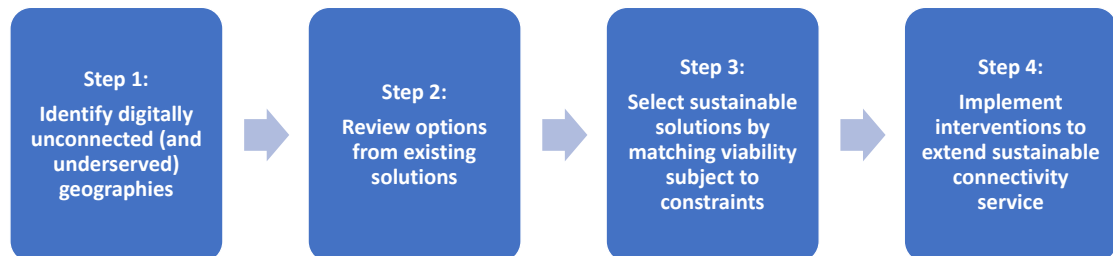 Step 1:
Identify digitally
unconnected (and
underserved)
geographies
Step 2:
Review options
from existing
solutions
Step 3:
Select sustainable
solutions by
matching viability
subject to
constraints
Step 4:
Implement
interventions to
extend sustainable
connectivity
service